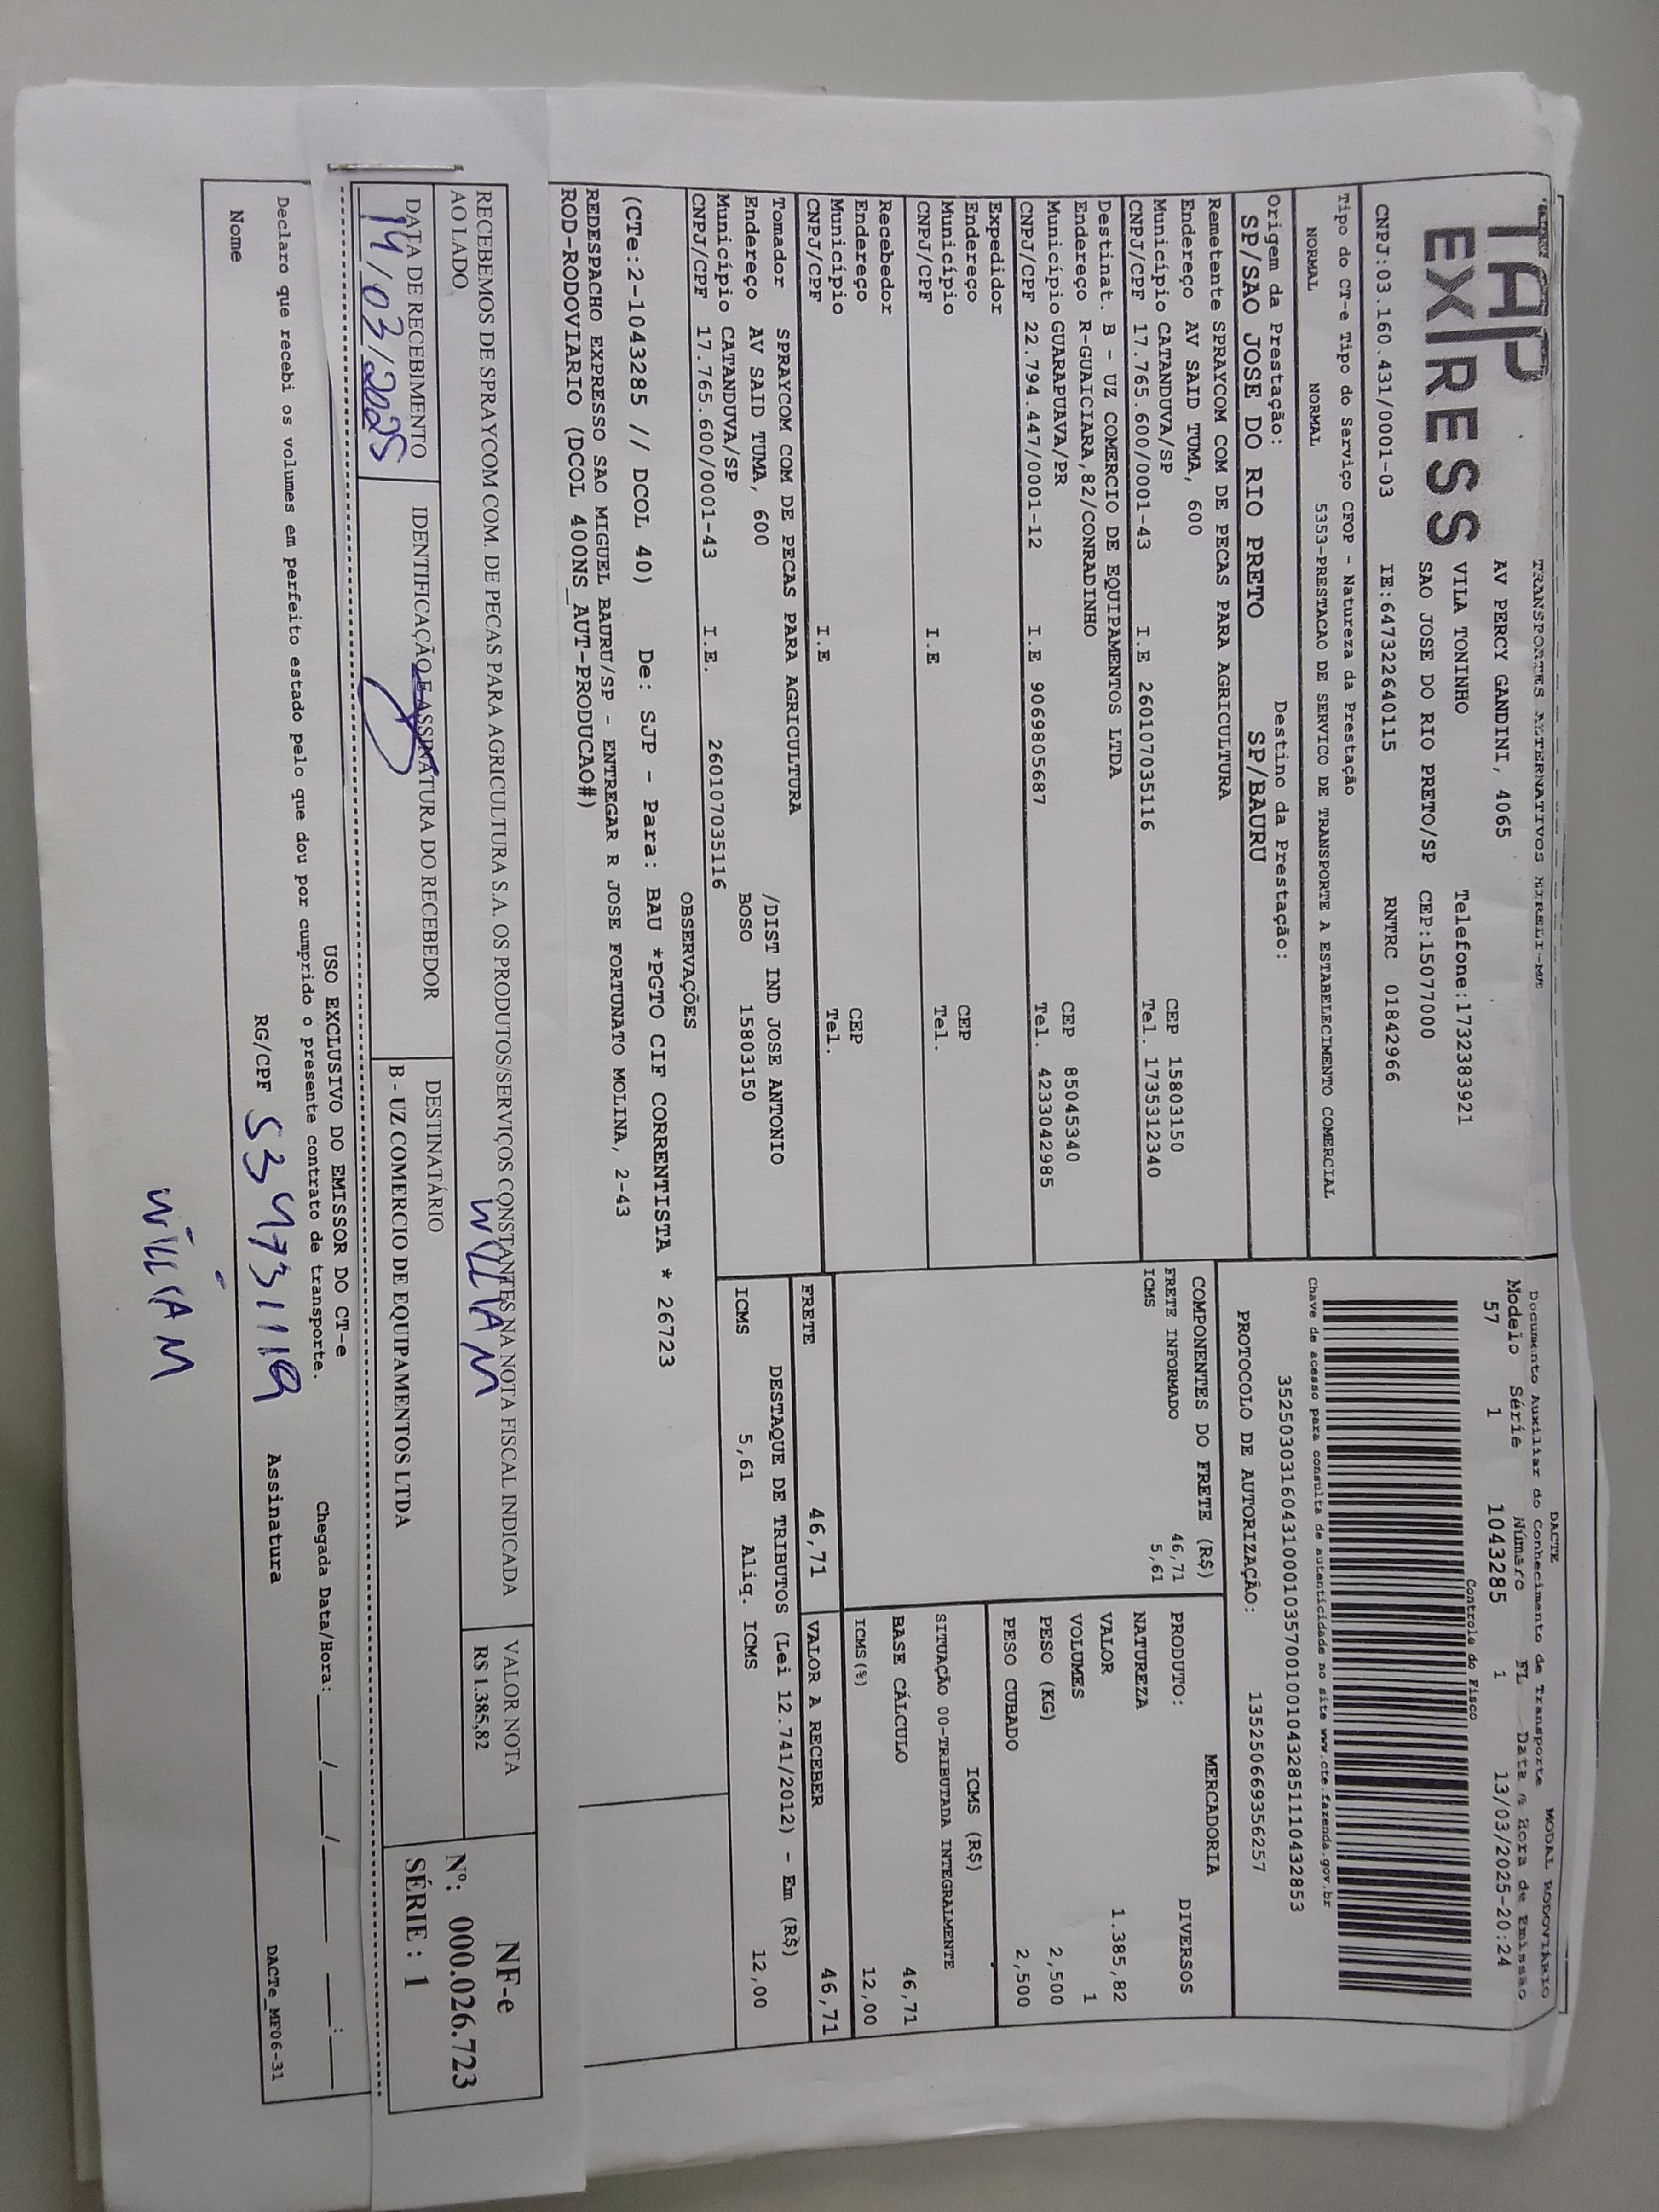 TAP EXPRESS
TRANSPORTES ALTERNATIVOS EIRELI-ME
AV PERCY GANDINI, 4065
VILA TONINHO Telefone:1732383921
SAO JOSE DO RIO PRETO/SP CEP:15077000
CNPJ:03.160.431/0001-03 IE:647322640115 RNTRC 01842966
DACTE MODAL RODOVIÁRIO
Documento Auxiliar do Conhecimento de Transporte
Modelo Série Número FL Data e Hora de Emissão
57 1 1043285 1 13/03/2025-20:24
Controle do Fisco
Chave de acesso para consulta de autenticidade no site www.cte.fazenda.gov.br
35250303160431000103570010010432851110432853
PROTOCOLO DE AUTORIZAÇÃO: 135250669356257
Tipo do CT-e Tipo do Serviço CFOP - Natureza da Prestação
NORMAL NORMAL 5353-PRESTACAO DE SERVICO DE TRANSPORTE A ESTABELECIMENTO COMERCIAL
Origem da Prestação: Destino da Prestação:
SP/SAO JOSE DO RIO PRETO SP/BAURU
Remetente SPRAYCOM COM DE PECAS PARA AGRICULTURA
Endereço AV SAID TUMA, 600 CEP 15803150
Município CATANDUVA/SP Tel. 1735312340
CNPJ/CPF 17.765.600/0001-43 I.E 260107035116
Destinat. B - UZ COMERCIO DE EQUIPAMENTOS LTDA
Endereço R-GUAICIARA,82/CONRADINHO CEP 85045340
Município GUARAPUAVA/PR Tel. 4233042985
CNPJ/CPF 22.794.447/0001-12 I.E 9069805687
Expedidor
Endereço CEP
Município Tel.
CNPJ/CPF I.E
Recebedor
Endereço CEP
Município Tel.
CNPJ/CPF I.E
Tomador SPRAYCOM COM DE PECAS PARA AGRICULTURA
Endereço AV SAID TUMA, 600 /DIST IND JOSE ANTONIO
Município CATANDUVA/SP BOSO 15803150
CNPJ/CPF 17.765.600/0001-43 I.E. 260107035116
COMPONENTES DO FRETE (R$)
FRETE INFORMADO 46,71
ICMS 5,61
MERCADORIA
PRODUTO: DIVERSOS
NATUREZA
VALOR 1.385,82
VOLUMES 1
PESO (KG) 2,500
PESO CUBADO 2,500
ICMS (R$)
SITUAÇÃO 00-TRIBUTADA INTEGRALMENTE
BASE CÁLCULO 46,71
ICMS(%) 12,00
FRETE 46,71 VALOR A RECEBER 46,71
DESTAQUE DE TRIBUTOS (Lei 12.741/2012) - Em (R$)
ICMS 5,61 Aliq. ICMS 12,00
OBSERVAÇÕES
(CTe:2-1043285 // DCOL 40) De: SJP - Para: BAU *PGTO CIF CORRENTISTA * 26723
REDESPACHO EXPRESSO SAO MIGUEL BAURU/SP - ENTREGAR R JOSE FORTUNATO MOLINA, 2-43
ROD-RODOVIARIO (DCOL 400NS_AUT-PRODUCAO#)
RECEBEMOS DE SPRAYCOM COM. DE PECAS PARA AGRICULTURA S.A. OS PRODUTOS/SERVIÇOS CONSTANTES NA NOTA FISCAL INDICADA
AO LADO
WILLIAM
VALOR NOTA
R$ 1.385,82
NF-e
Nº: 000.026.723
SÉRIE : 1
DATA DE RECEBIMENTO
14/03/2025
IDENTIFICAÇÃO E ASSINATURA DO RECEBEDOR
DESTINATÁRIO
B - UZ COMERCIO DE EQUIPAMENTOS LTDA
USO EXCLUSIVO DO EMISSOR DO CT-e
Declaro que recebi os volumes em perfeito estado pelo que dou por cumprido o presente contrato de transporte.
Chegada Data/Hora:____/____/______ ___:___
Nome RG/CPF 534731119 Assinatura
DACTe_MF06-31
WilliAM